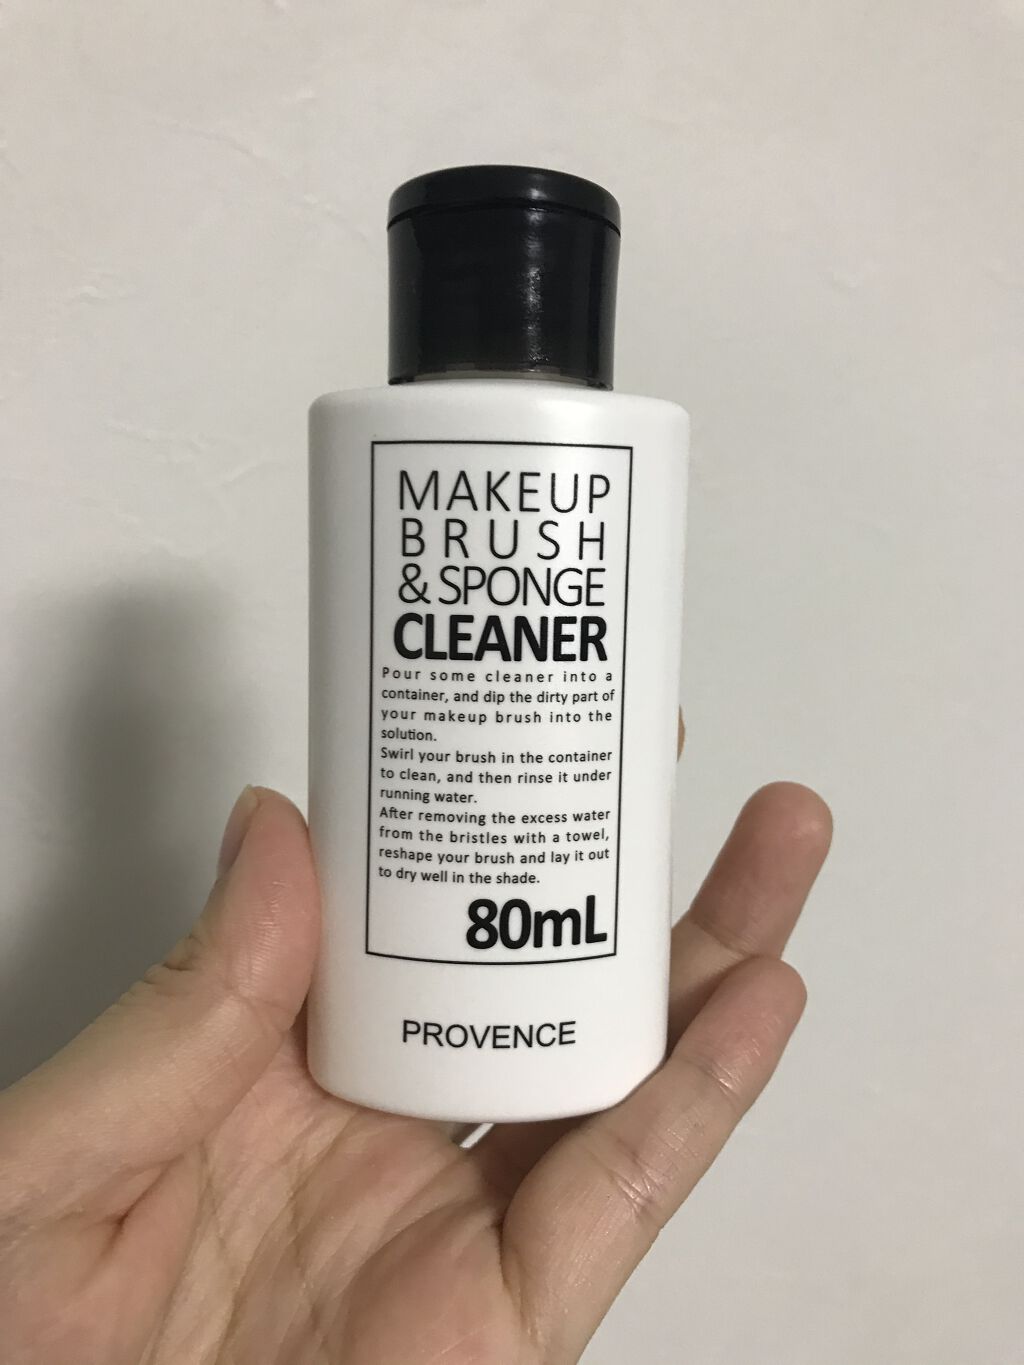 MAKEUP
BRUSH
& SPONGE
CLEANER
Pour some cleaner into a
container, and dip the dirty part of
your makeup brush into the
solution.
Swirl your brush in the container
to clean, and then rinse it under
running water.
After removing the excess water
from the bristles with a towel,
reshape your brush and lay it out
to dry well in the shade.
80mL
PROVENCE